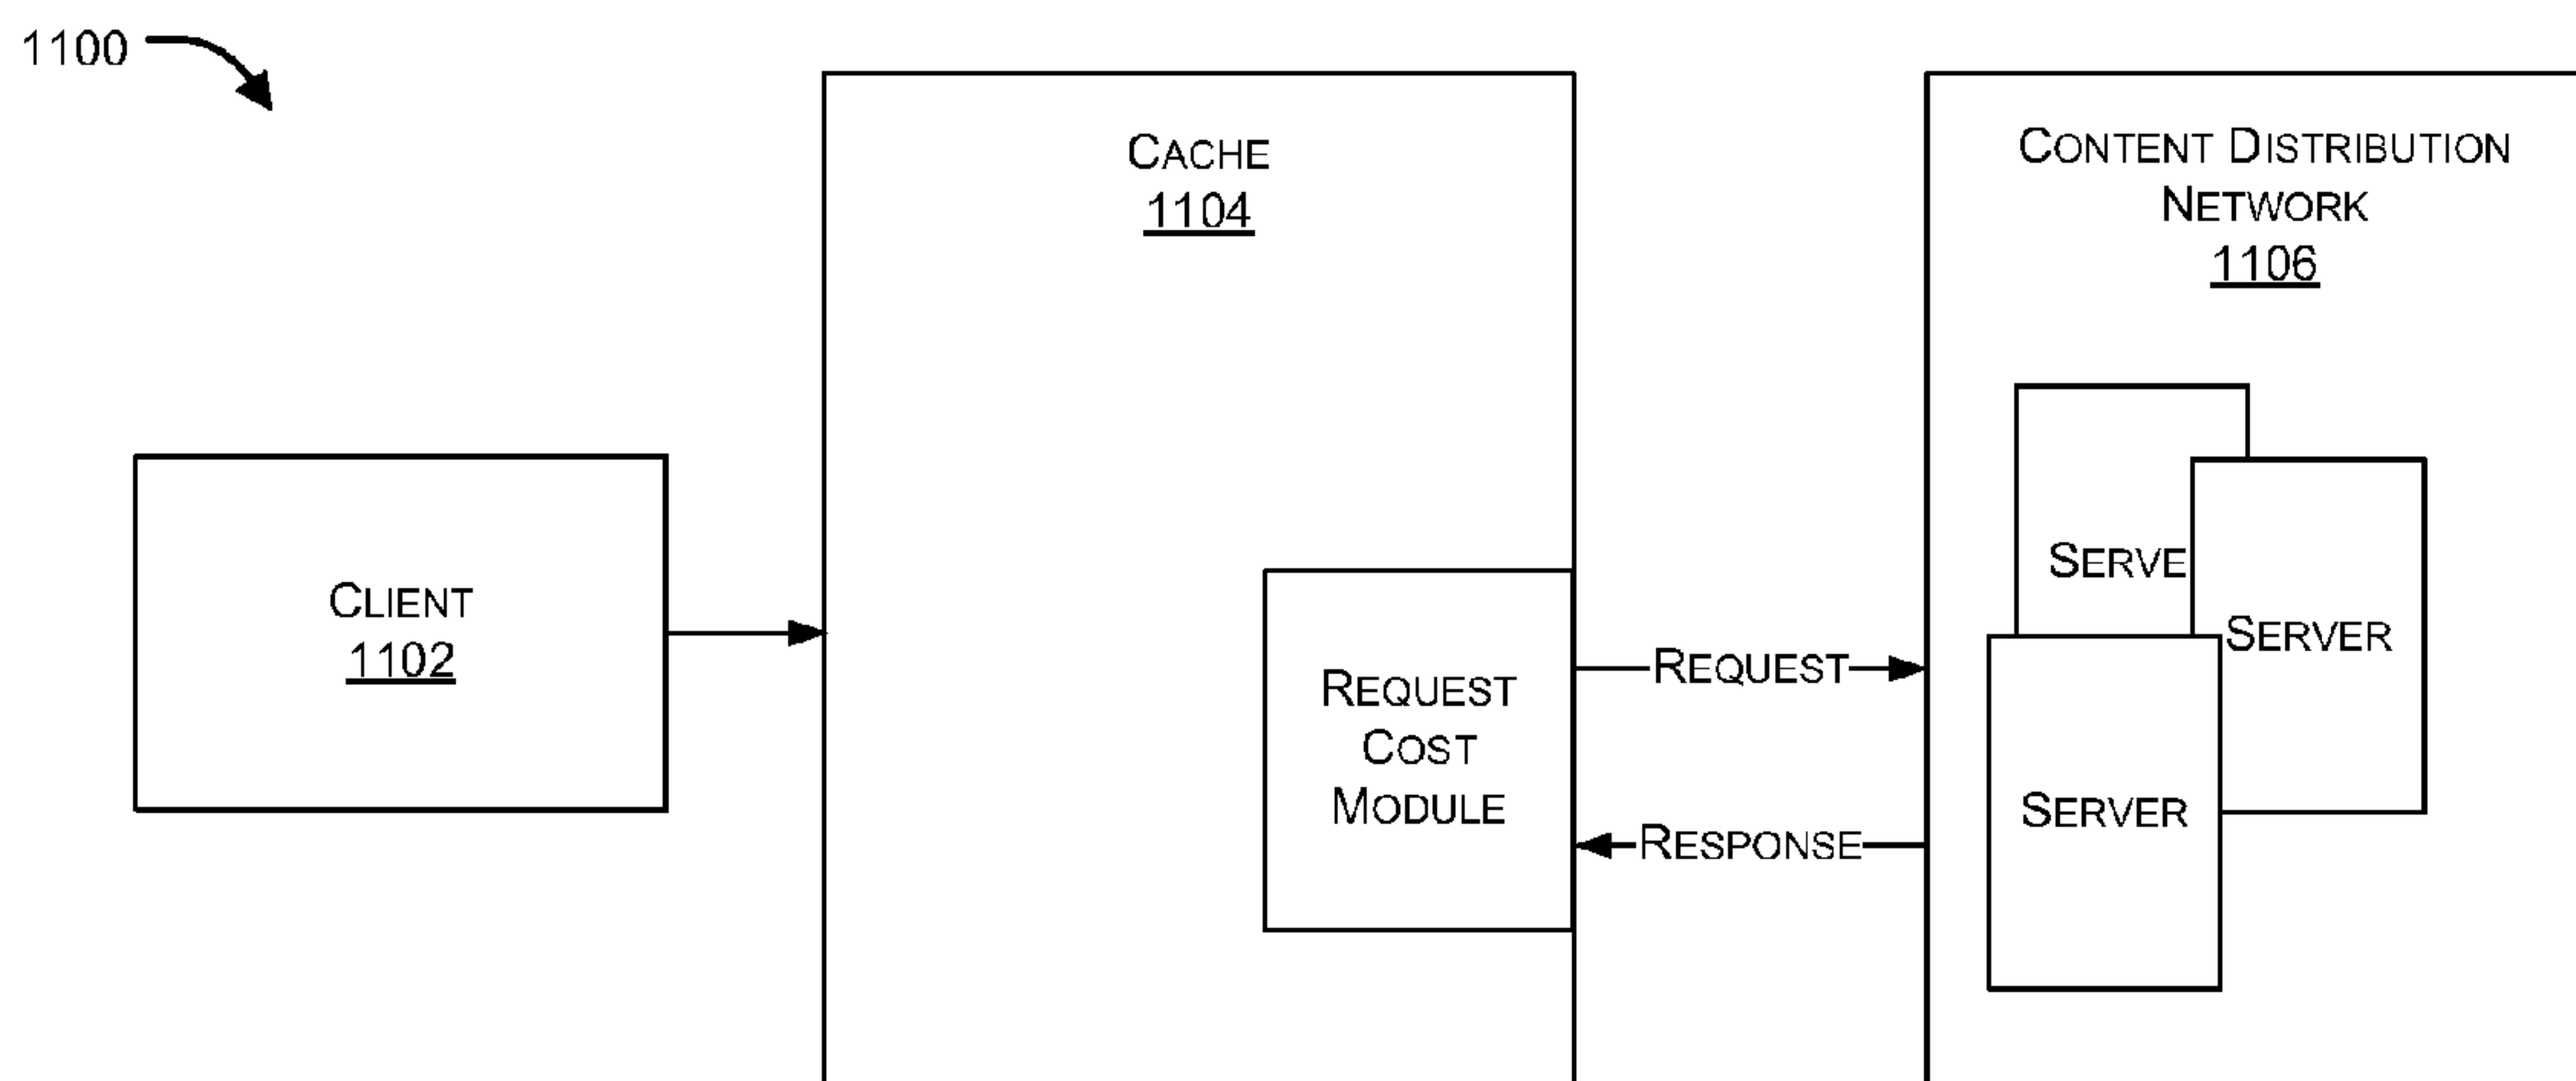 1100
CACHE
1104
CONTENT DISTRIBUTION
NETWORK
1106
CLIENT
1102
REQUEST
COST
MODULE
REQUEST
RESPONSE
SERVE
SERVER
SERVER